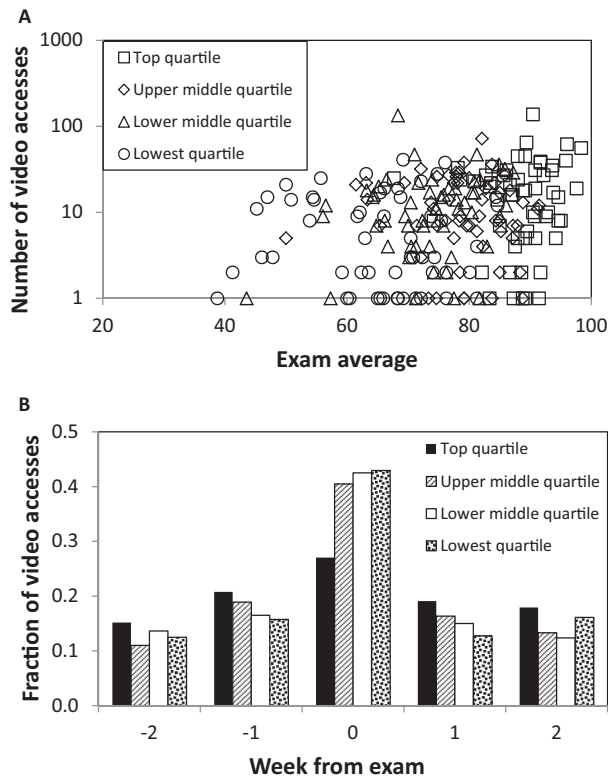 A
Number of video accesses
1000
100
10
1
Top quartile
Upper middle quartile
Lower middle quartile
Lowest quartile
20
40
60
80
100
Exam average
B
Fraction of video accesses
0.5
0.4
0.3
0.2
0.1
0.0
Top quartile
Upper middle quartile
Lower middle quartile
Lowest quartile
-2
-1
0
1
2
Week from exam